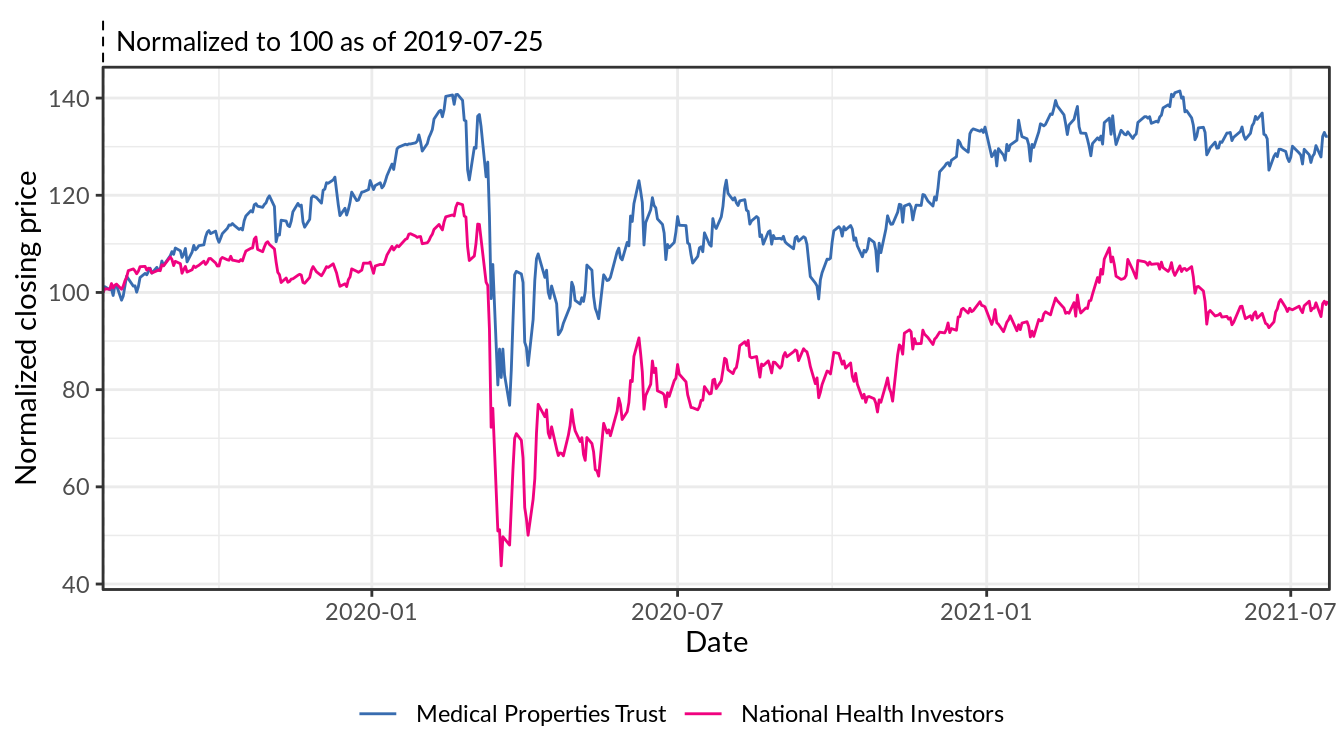 Normalized to 100 as of 2019-07-25
Normalized closing price
140
120
100
80
60
40
2020-01
2020-07
2021-01
2021-07
Date
Medical Properties Trust
National Health Investors